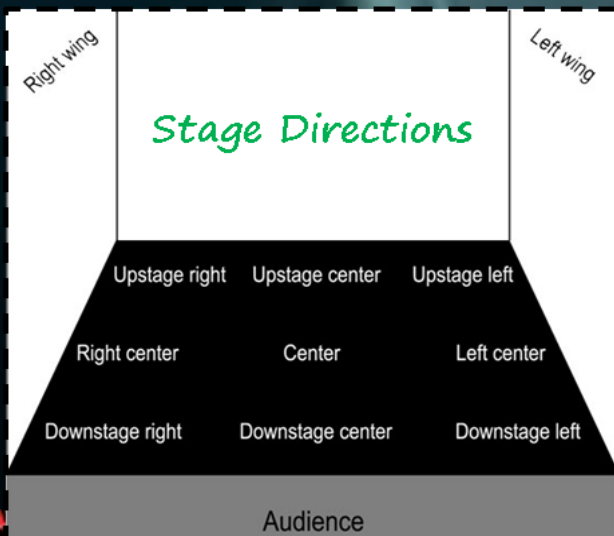 Right wing
Left wing
Stage Directions
Upstage right Upstage center Upstage left
Right center Center Left center
Downstage right Downstage center Downstage left
Audience